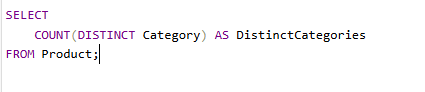 SELECT
    COUNT(DISTINCT Category) AS DistinctCategories
FROM Product;